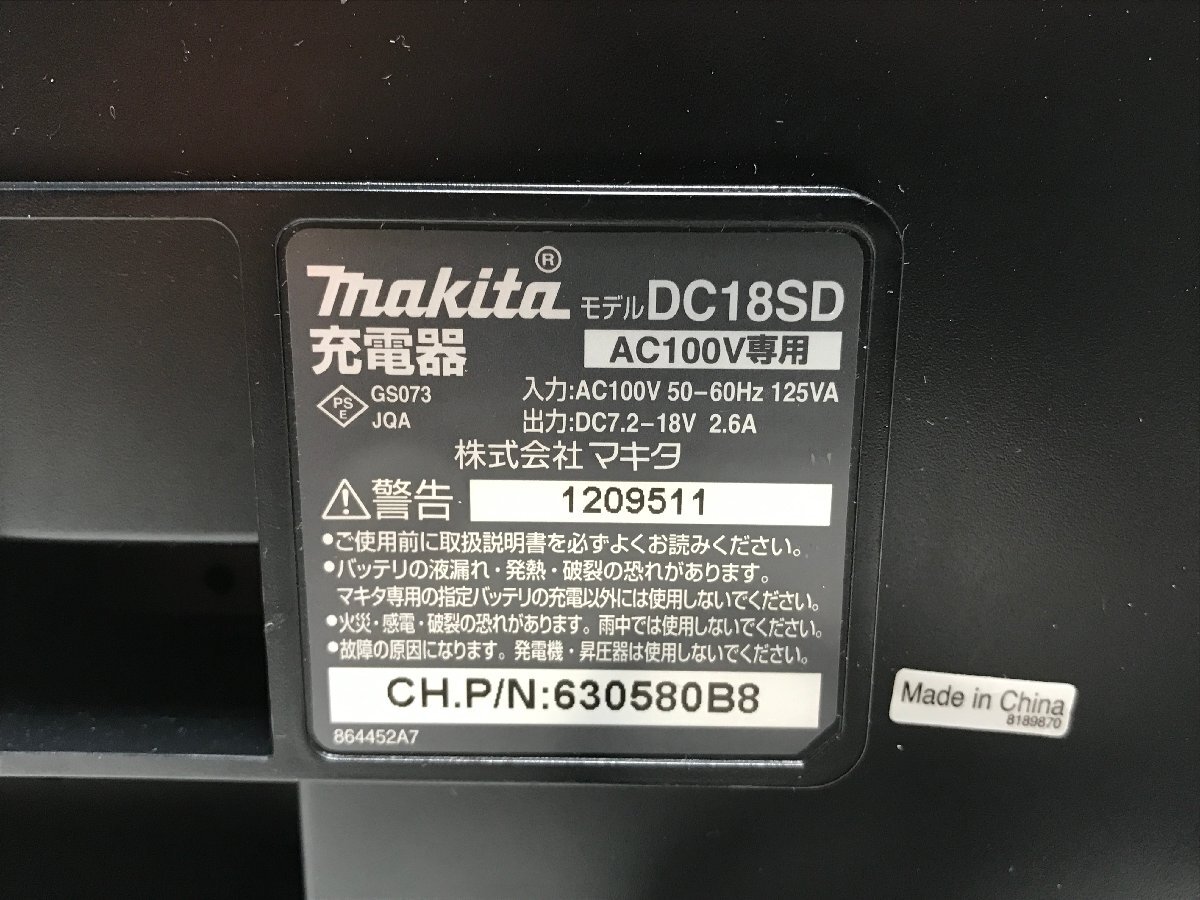 makita® モデルDC18SD
充電器 AC100V専用
PSE GS073 JQA
入力:AC100V 50-60Hz 125VA
出力:DC7.2-18V 2.6A
株式会社マキタ
警告 1209511
•ご使用前に取扱説明書を必ずよくお読みください。
•バッテリの液漏れ・発熱・破裂の恐れがあります。
マキタ専用の指定バッテリの充電以外には使用しないでください。
•火災・感電・破裂の恐れがあります。雨中では使用しないでください。
•故障の原因になります。発電機・昇圧器は使用しないでください。
CH.P/N:630580B8
864452A7
Made in China
8189870